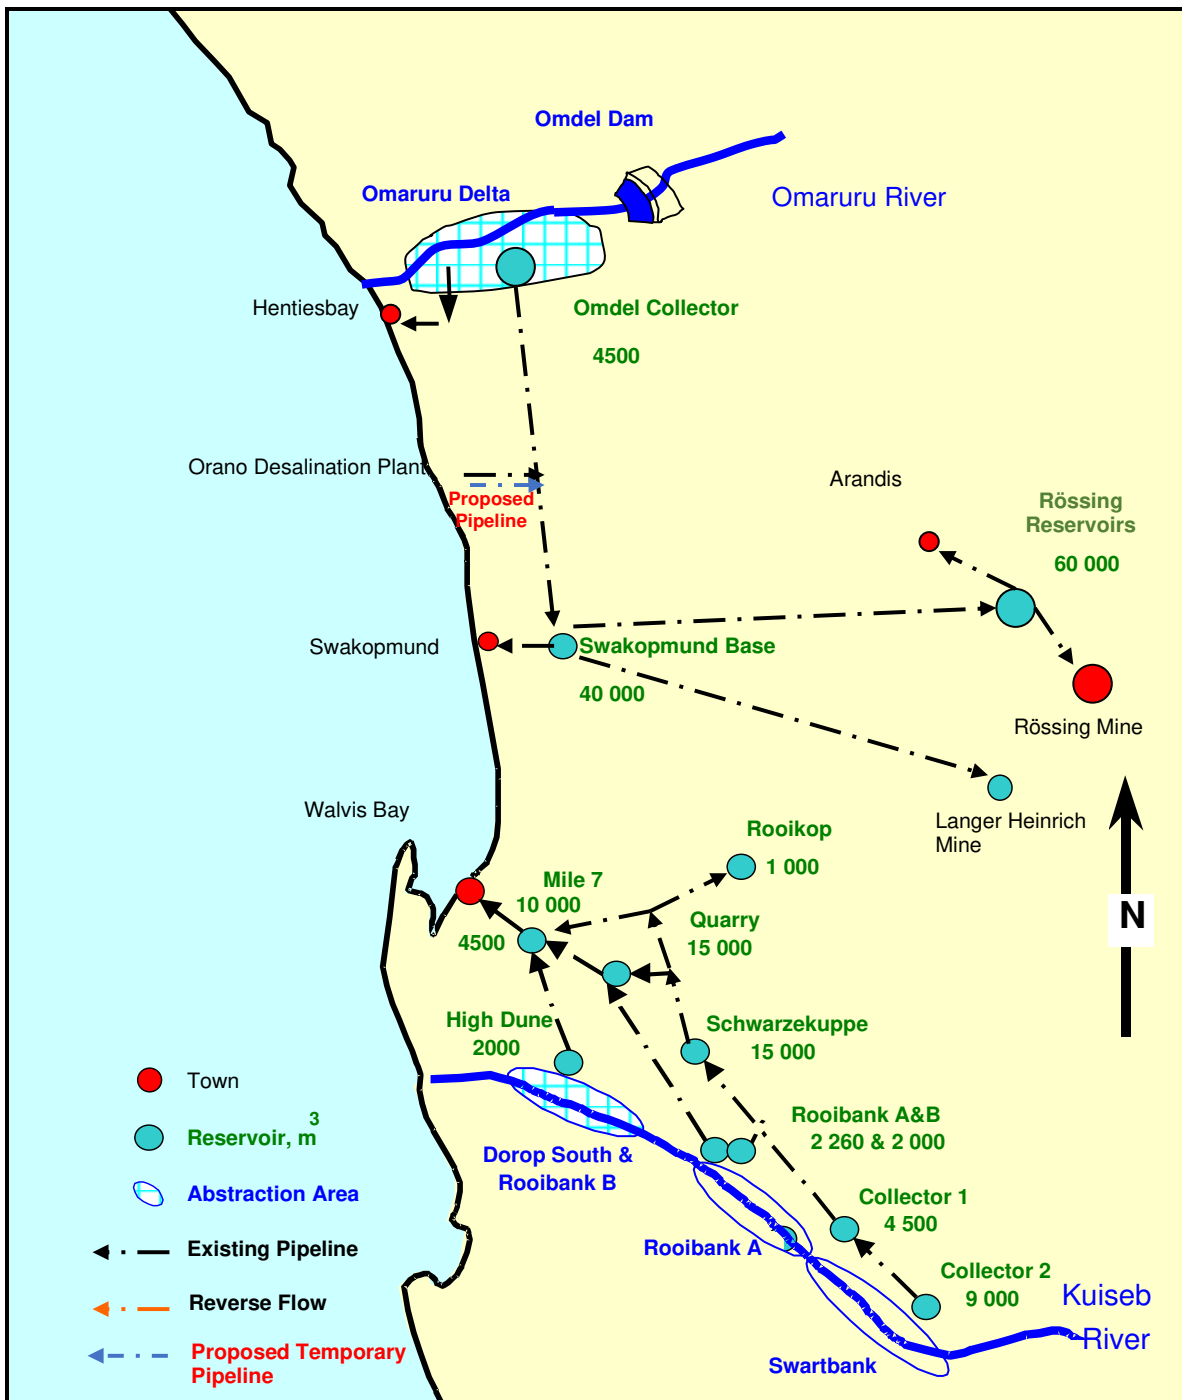 Omdel Dam
Omaruru Delta
Omaruru River
Hentiesbay
Omdel Collector
4500
Orano Desalination Plant
Proposed
Pipeline
Arandis
Rössing
Reservoirs
60 000
Swakopmund
Swakopmund Base
40 000
Rössing Mine
Walvis Bay
Langer Heinrich
Mine
Rooikop
1 000
Mile 7
10 000
4500
Quarry
15 000
N
High Dune
2000
Schwarzekuppe
15 000
Rooibank A&B
2 260 & 2 000
Dorop South &
Rooibank B
Collector 1
4 500
Rooibank A
Collector 2
9 000
Kuiseb
River
Swartbank
Town
Reservoir, m3
Abstraction Area
Existing Pipeline
Reverse Flow
Proposed Temporary
Pipeline